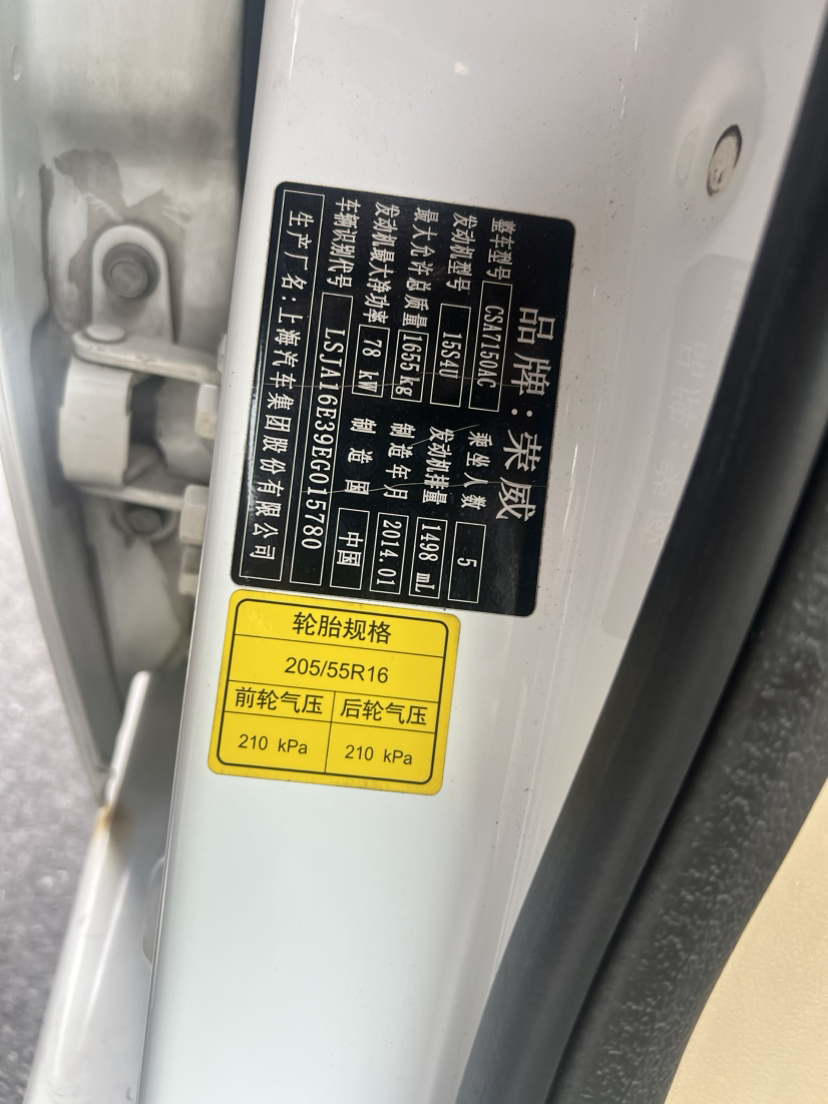 品牌:荣威
整车型号 CSA7150AC 乘坐人数 5
发动机型号 15S4U 发动机排量 1498 mL
最大允许总质量 1655kg 制造年月 2014.01
发动机最大净功率 78 kW 制造国 中国
车辆识别代号 LSJA16E39EG015780
生产厂名:上海汽车集团股份有限公司
轮胎规格
205/55R16
前轮气压 后轮气压
210 kPa 210 kPa